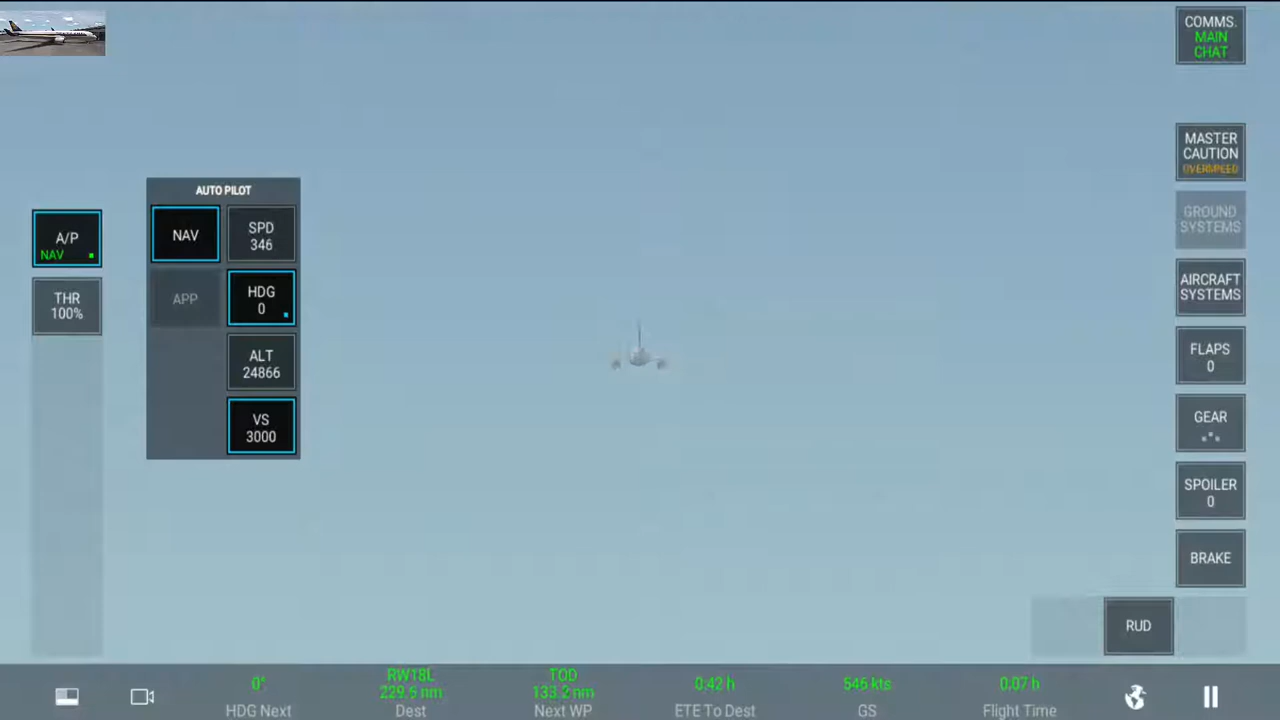 COMMS.
MAIN
CHAT
MASTER
CAUTION
OVERSPEED
GROUND
SYSTEMS
AIRCRAFT
SYSTEMS
FLAPS
0
GEAR
SPOILER
0
BRAKE
RUD
AUTO PILOT
NAV
SPD
346
APP
HDG
0
ALT
24866
VS
3000
A/P
NAV
THR
100%
0°
HDG Next
RW18L
229.5 nm
Dest
TOD
133.2 nm
Next WP
0:42 h
ETE To Dest
546 kts
GS
0:07 h
Flight Time